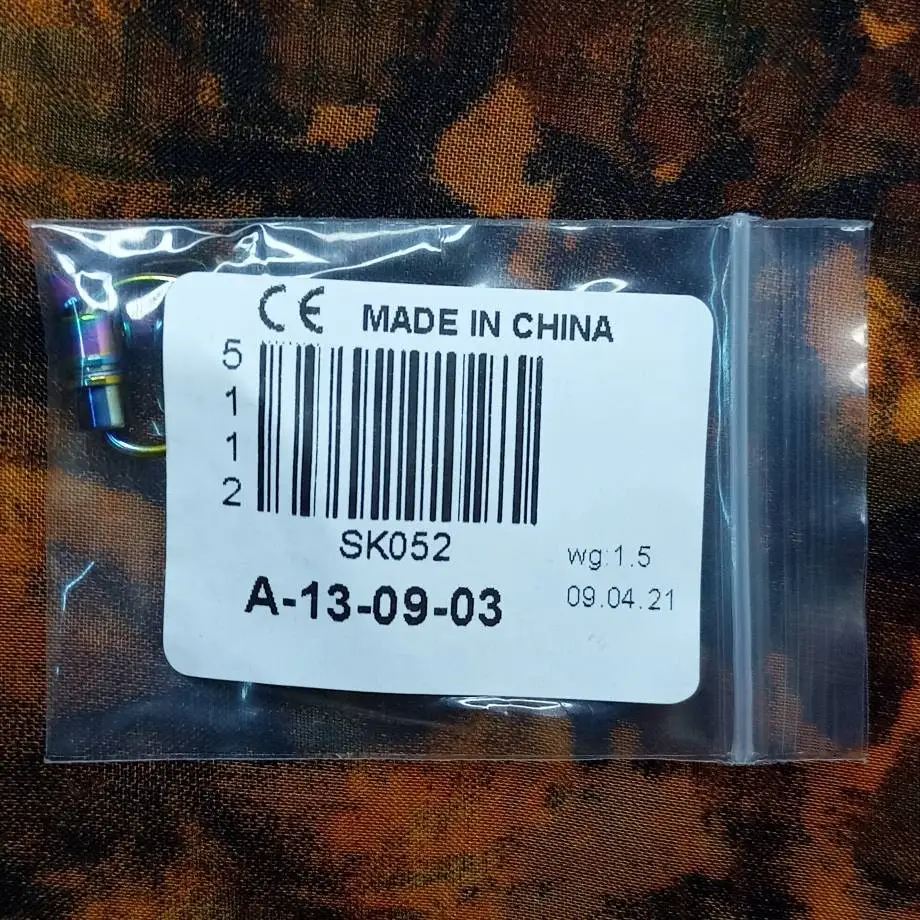 CE MADE IN CHINA
5
1
1
2
SK052
wg:1.5
A-13-09-03
09.04.21